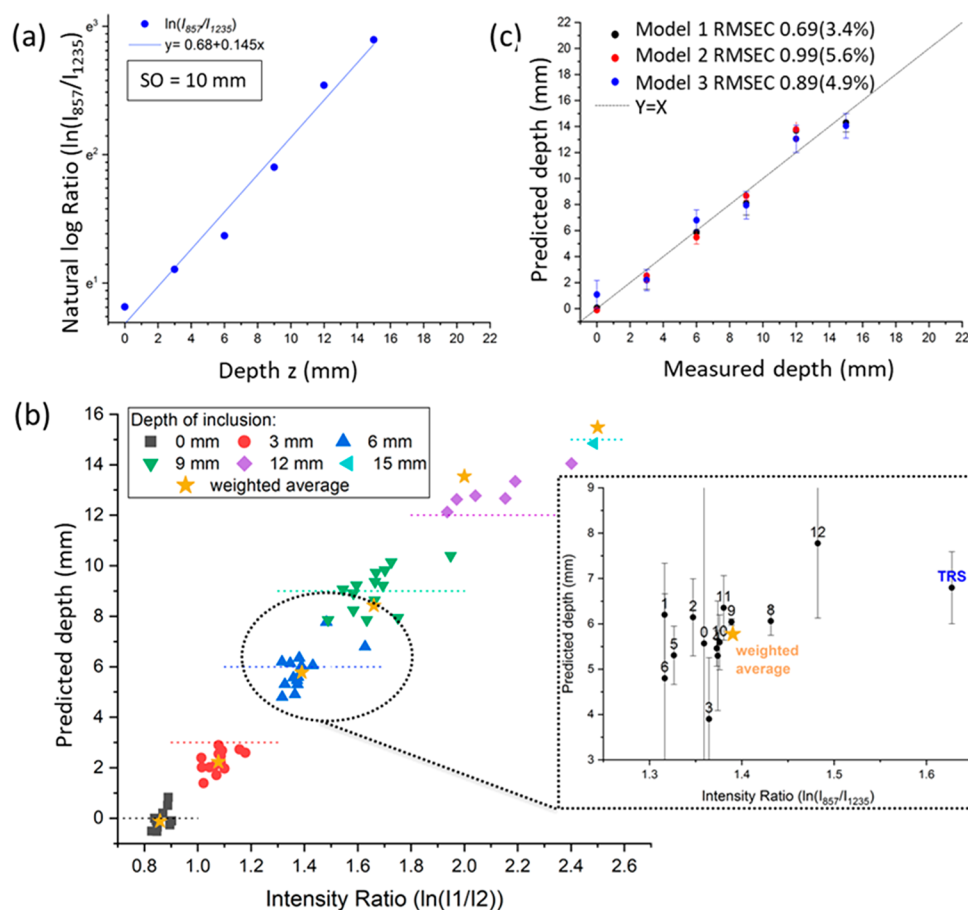 (a)
ln(I857/I1235)
y= 0.68+0.145x
SO = 10 mm
Natural log Ratio (ln(I857/I1235)
e3
e2
e1
0 2 4 6 8 10 12 14 16 18 20 22
Depth z (mm)
(c)
Model 1 RMSEC 0.69(3.4%)
Model 2 RMSEC 0.99(5.6%)
Model 3 RMSEC 0.89(4.9%)
Y=X
Predicted depth (mm)
22
20
18
16
14
12
10
8
6
4
2
0
0 2 4 6 8 10 12 14 16 18 20 22
Measured depth (mm)
(b)
Depth of inclusion:
0 mm 3 mm 6 mm
9 mm 12 mm 15 mm
weighted average
Predicted depth (mm)
16
14
12
10
8
6
4
2
0
0.8 1.0 1.2 1.4 1.6 1.8 2.0 2.2 2.4 2.6
Intensity Ratio (ln(I1/I2))
Predicted depth (mm)
9
8
7
6
5
4
3
12
TRS
11
1
2
9
8
0
10
5
6
3
weighted
average
1.3 1.4 1.5 1.6
Intensity Ratio (ln(I857/I1235)